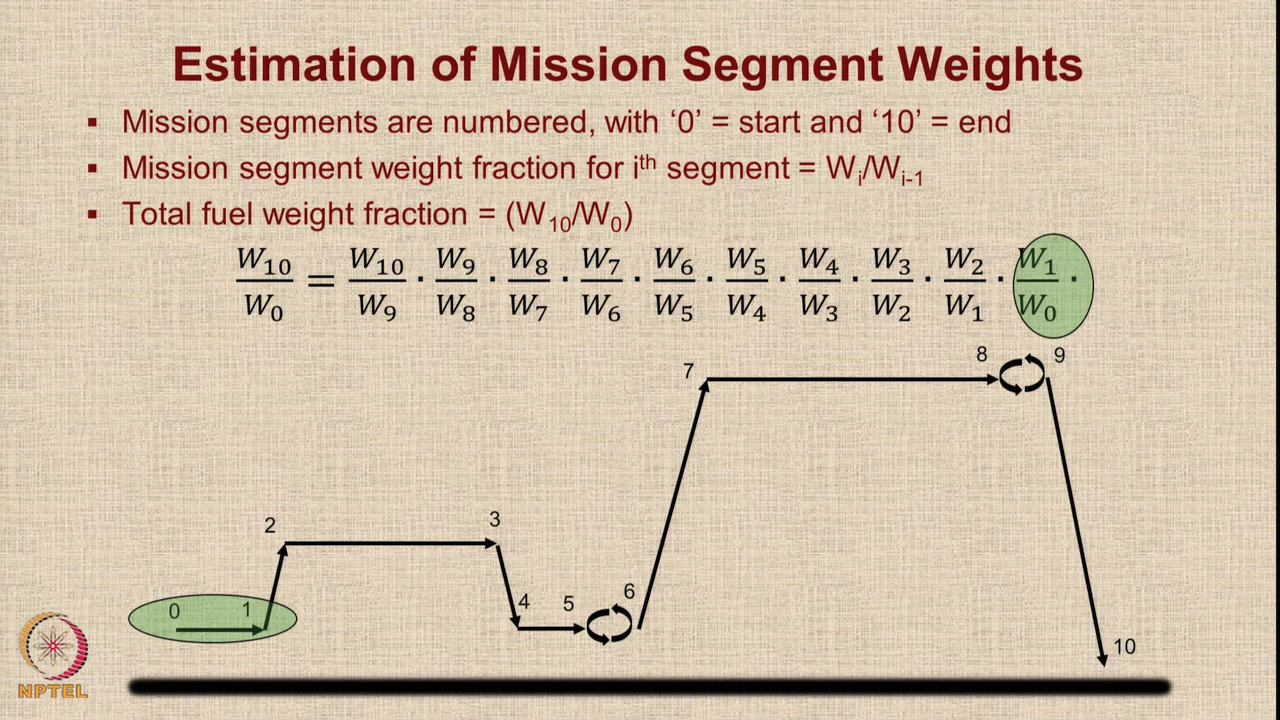 Estimation of Mission Segment Weights
▪ Mission segments are numbered, with ‘0’ = start and ‘10’ = end
▪ Mission segment weight fraction for iᵗʰ segment = Wᵢ/Wᵢ₋₁
▪ Total fuel weight fraction = (W₁₀/W₀)
W₁₀/W₀ = W₁₀/W₉ · W₉/W₈ · W₈/W₇ · W₇/W₆ · W₆/W₅ · W₅/W₄ · W₄/W₃ · W₃/W₂ · W₂/W₁ · W₁/W₀ ·
8 9
7
3
2
6
4 5
0 1
10
NPTEL